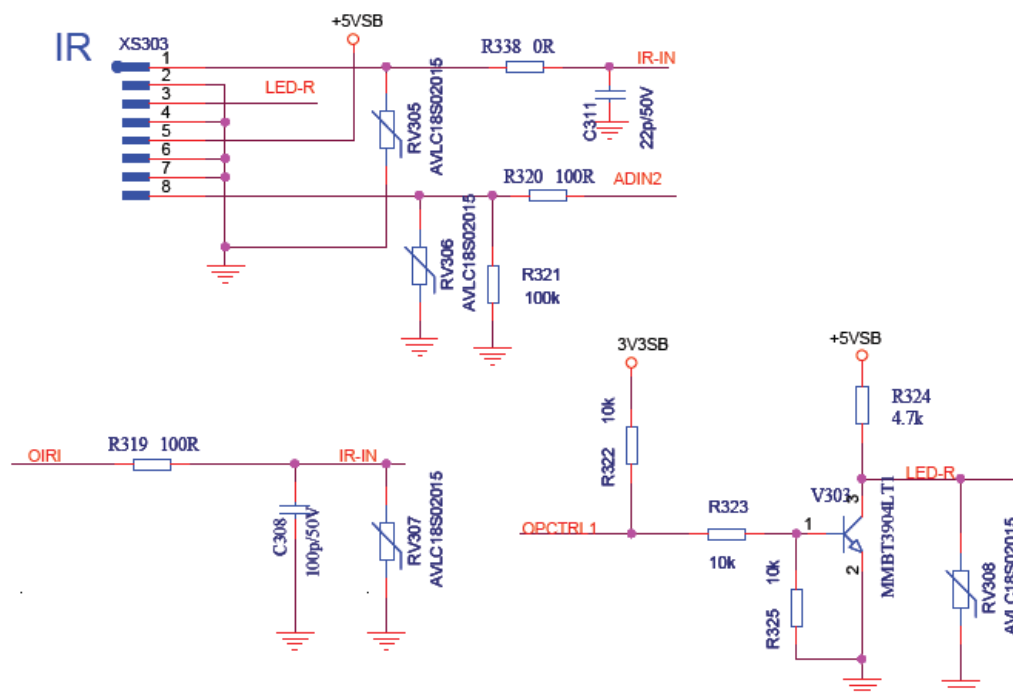 IR
XS303
+5VSB
1
2
3
4
5
6
7
8
LED-R
R338 0R
IR-IN
RV305
AVLC18S02015
C311
22p/50V
R320 100R
ADIN2
RV306
AVLC18S02015
R321
100k
OIRI
R319 100R
IR-IN
C308
100p/50V
RV307
AVLC18S02015
3V3SB
10k
R322
OPCTRL1
R323
10k
10k
R325
+5VSB
R324
4.7k
LED-R
V303
1
3
2
MMBT3904LT1
RV308
AVLC18S02015